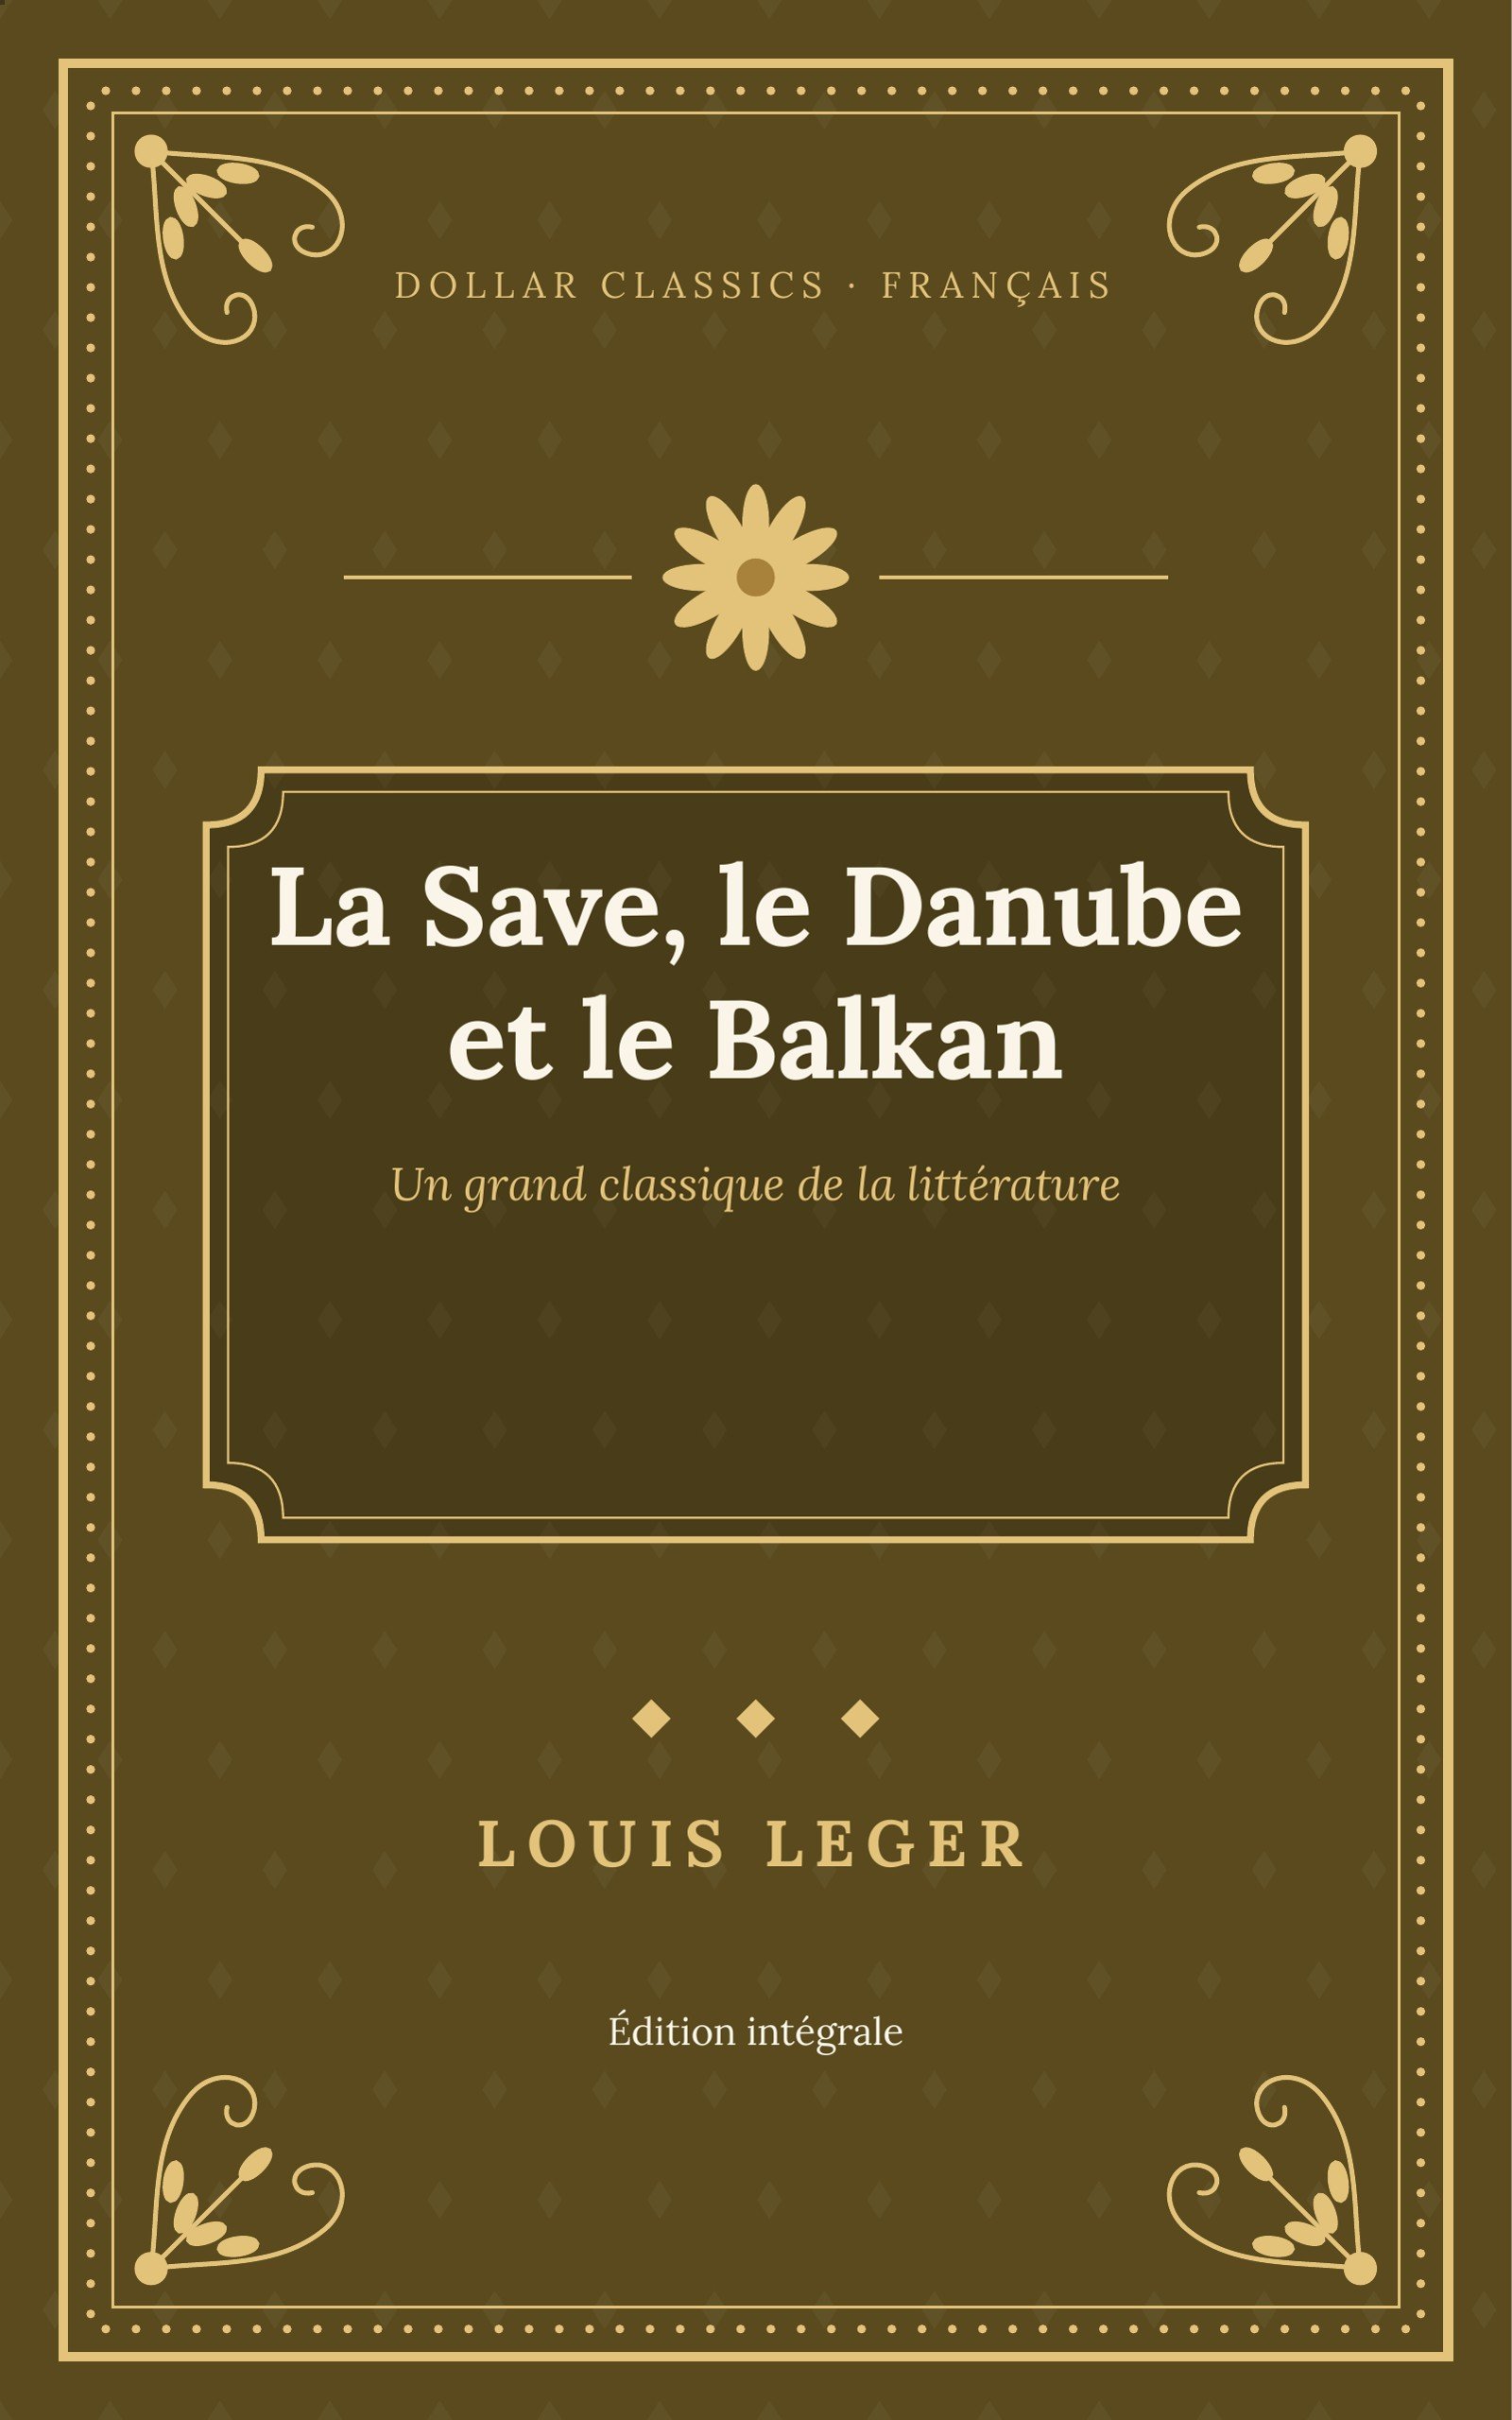 DOLLAR CLASSICS · FRANÇAIS
La Save, le Danube
et le Balkan
Un grand classique de la littérature
LOUIS LEGER
Édition intégrale